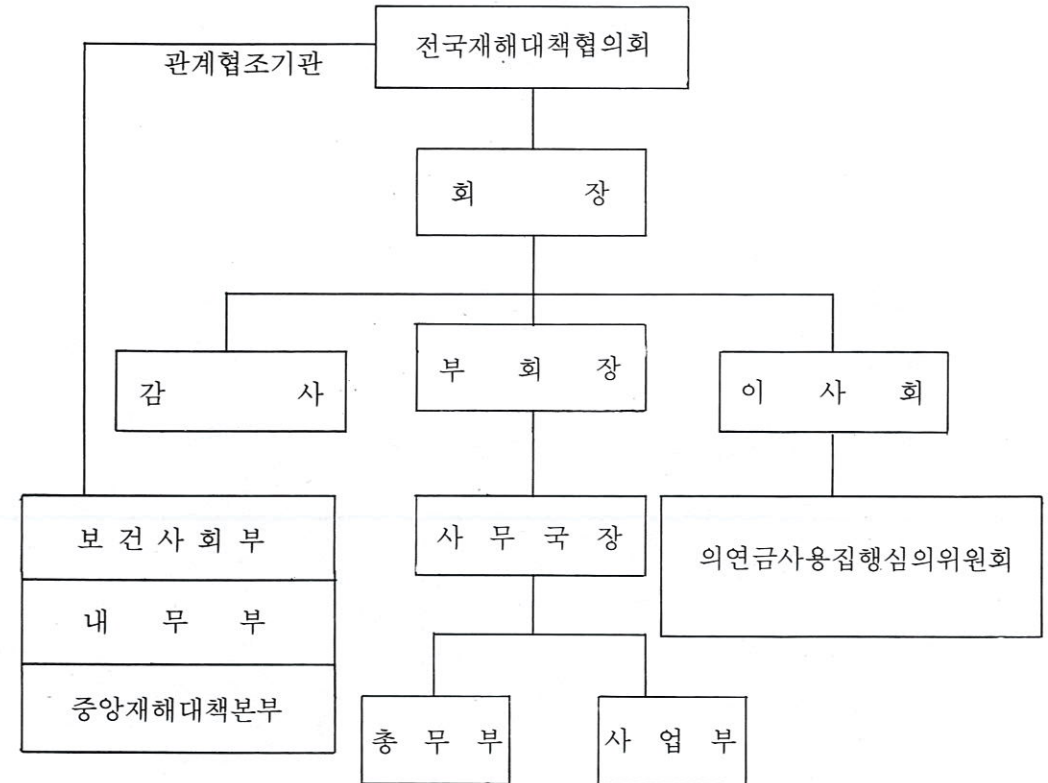 전국재해대책협의회
관계협조기관
회 장
감 사
부 회 장
이 사 회
보 건 사 회 부
내 무 부
중앙재해대책본부
사 무 국 장
의연금사용집행심의위원회
총 무 부
사 업 부